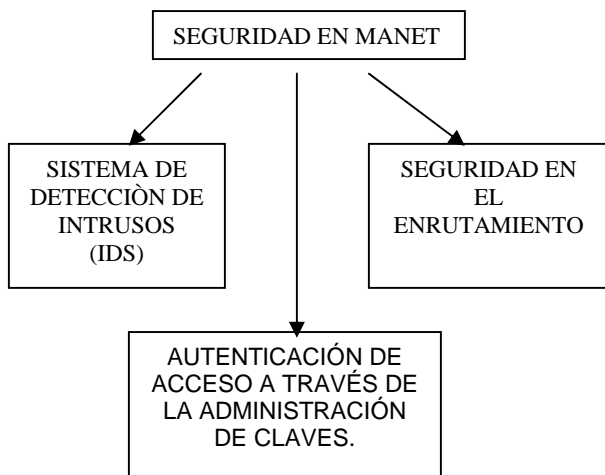 SEGURIDAD EN MANET
SISTEMA DE
DETECCIÒN DE
INTRUSOS
(IDS)
SEGURIDAD EN
EL
ENRUTAMIENTO
AUTENTICACIÓN DE
ACCESO A TRAVÉS DE
LA ADMINISTRACIÓN
DE CLAVES.